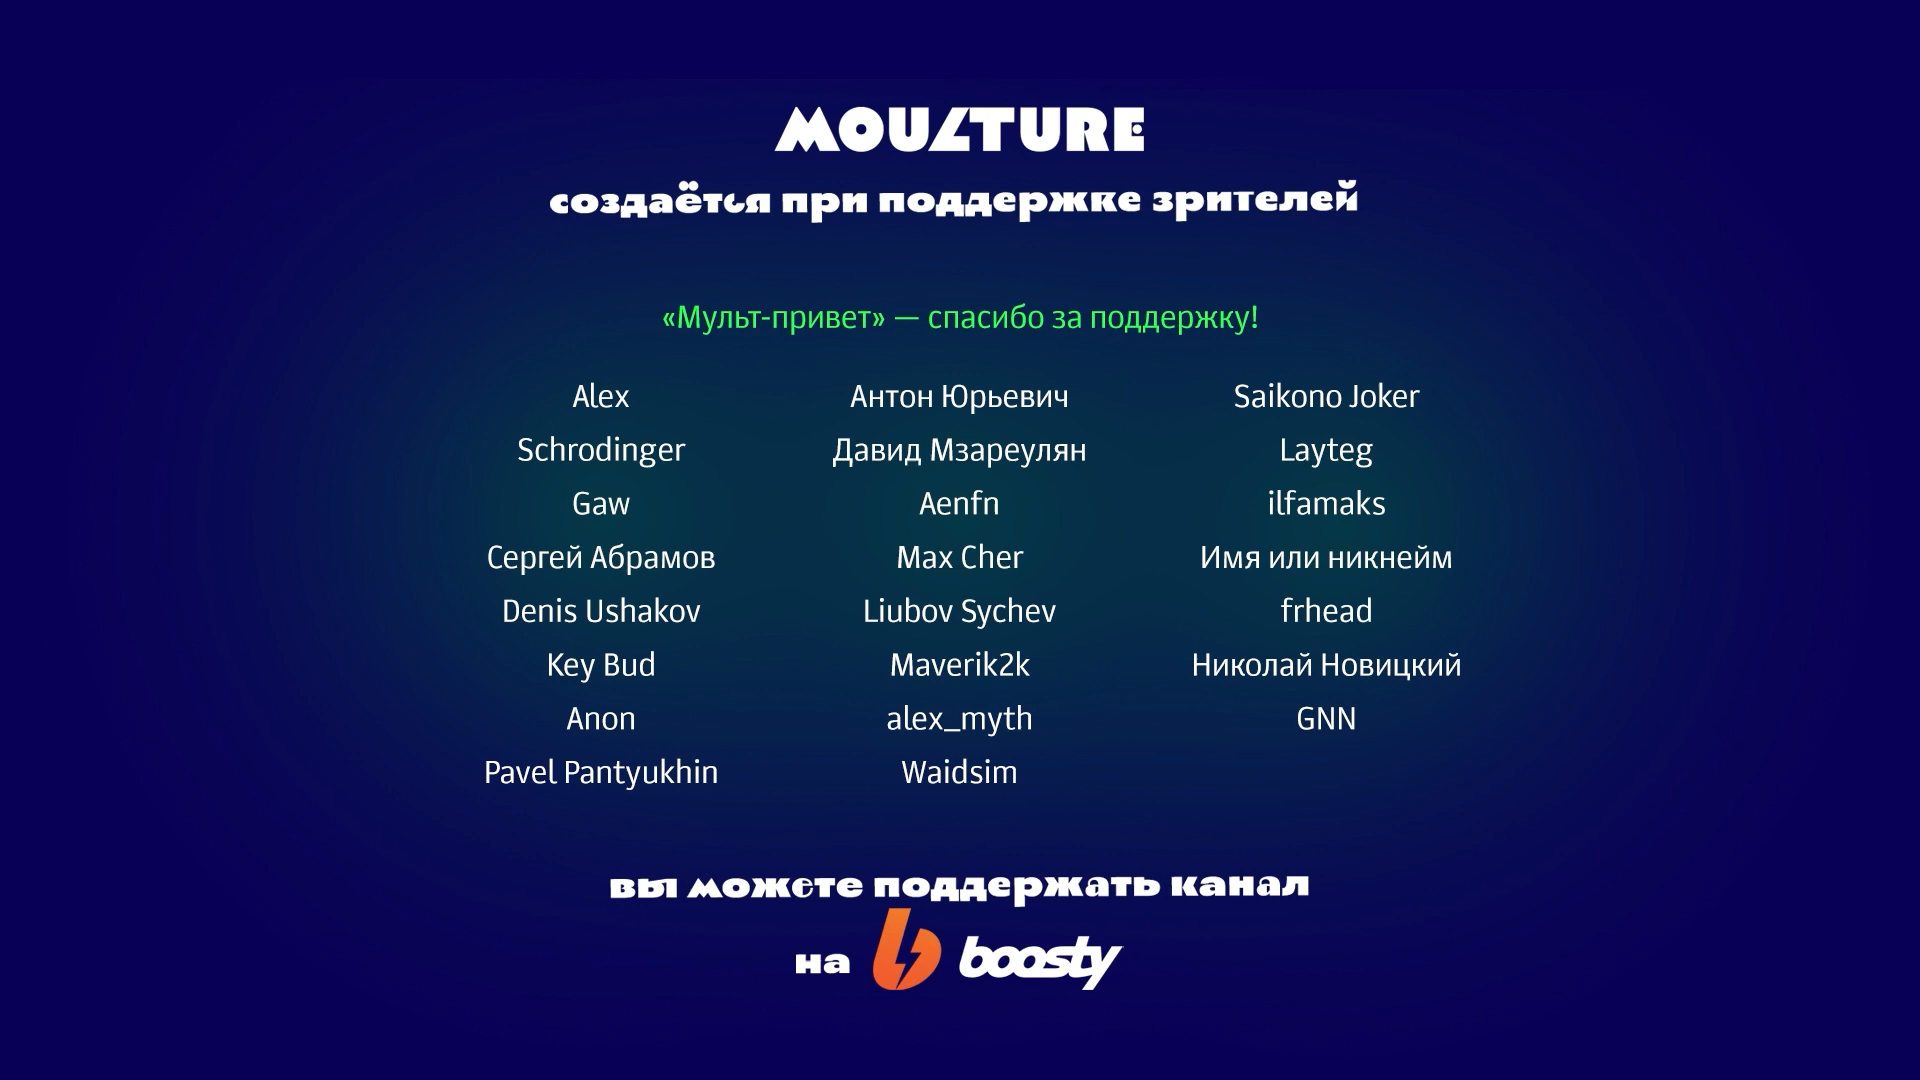 MOULTURE
создаётся при поддержке зрителей
«Мульт-привет» — спасибо за поддержку!
Alex
Schrodinger
Gaw
Сергей Абрамов
Denis Ushakov
Key Bud
Anon
Pavel Pantyukhin
Антон Юрьевич
Давид Мзареулян
Aenfn
Max Cher
Liubov Sychev
Maverik2k
alex_myth
Waidsim
Saikono Joker
Layteg
ilfamaks
Имя или никнейм
frhead
Николай Новицкий
GNN
вы можете поддержать канал
на boosty